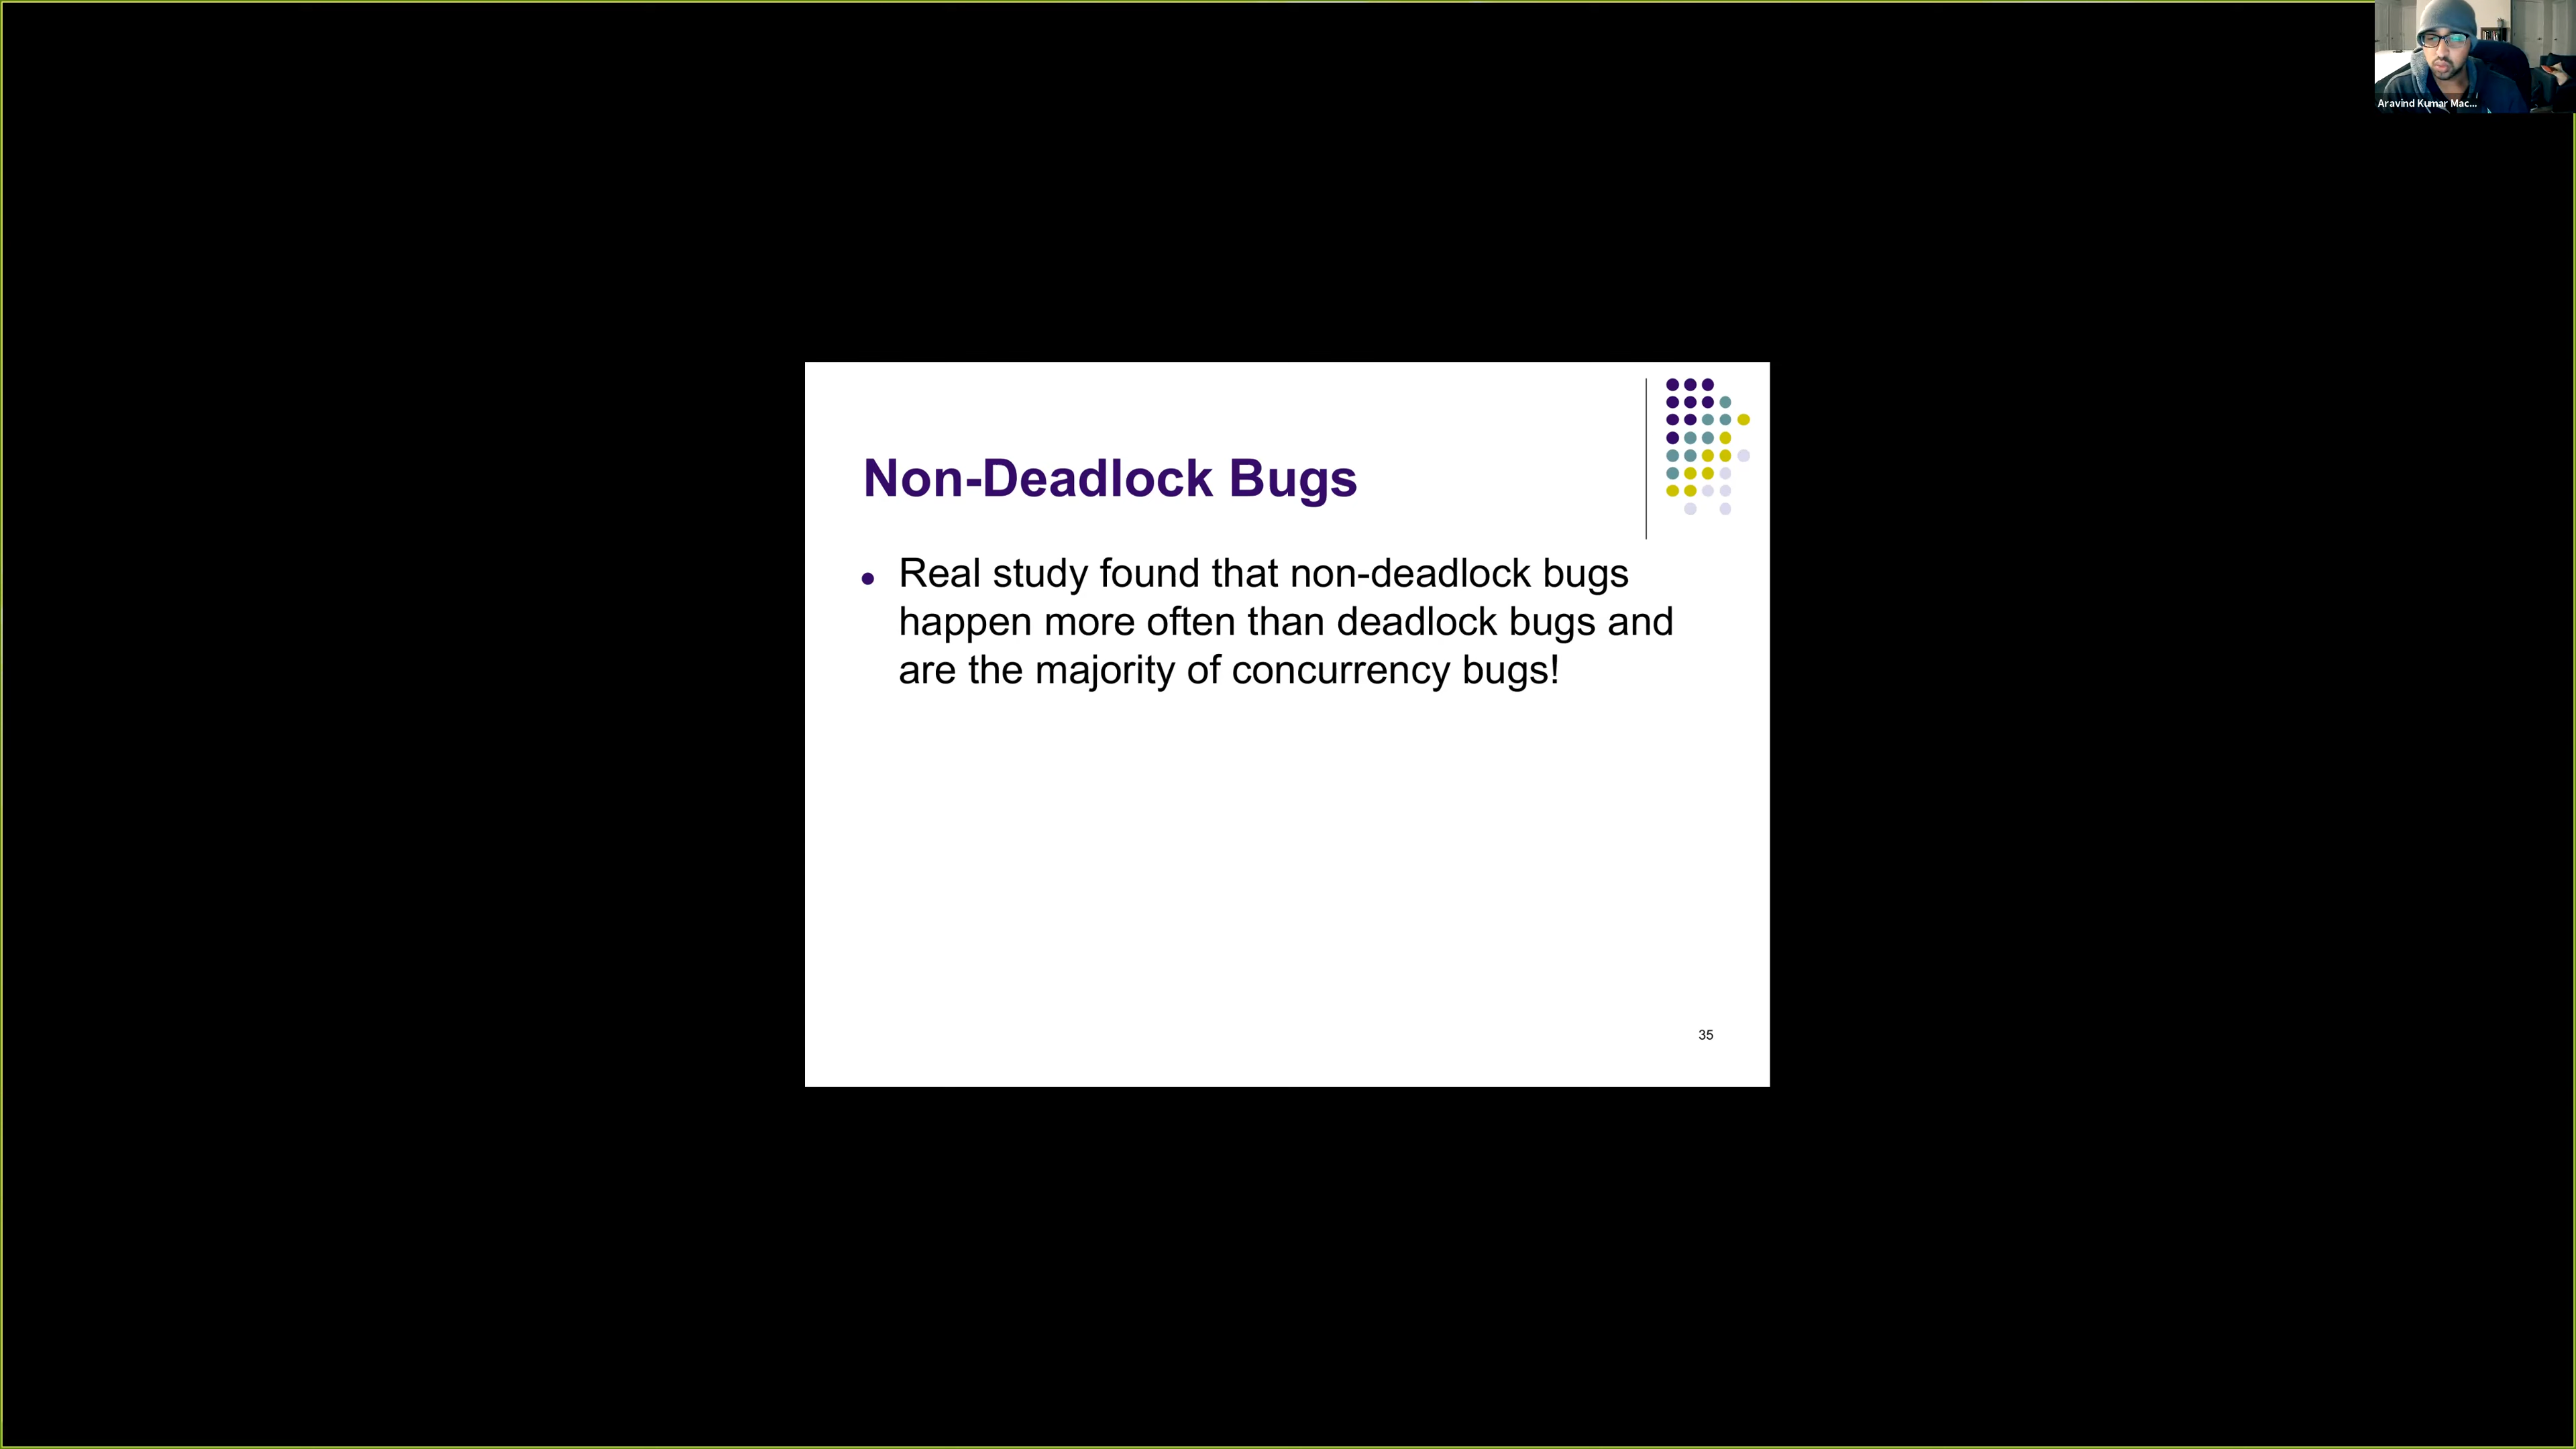 Aravind Kumar Mac...
Non-Deadlock Bugs
Real study found that non-deadlock bugs
happen more often than deadlock bugs and
are the majority of concurrency bugs!
35